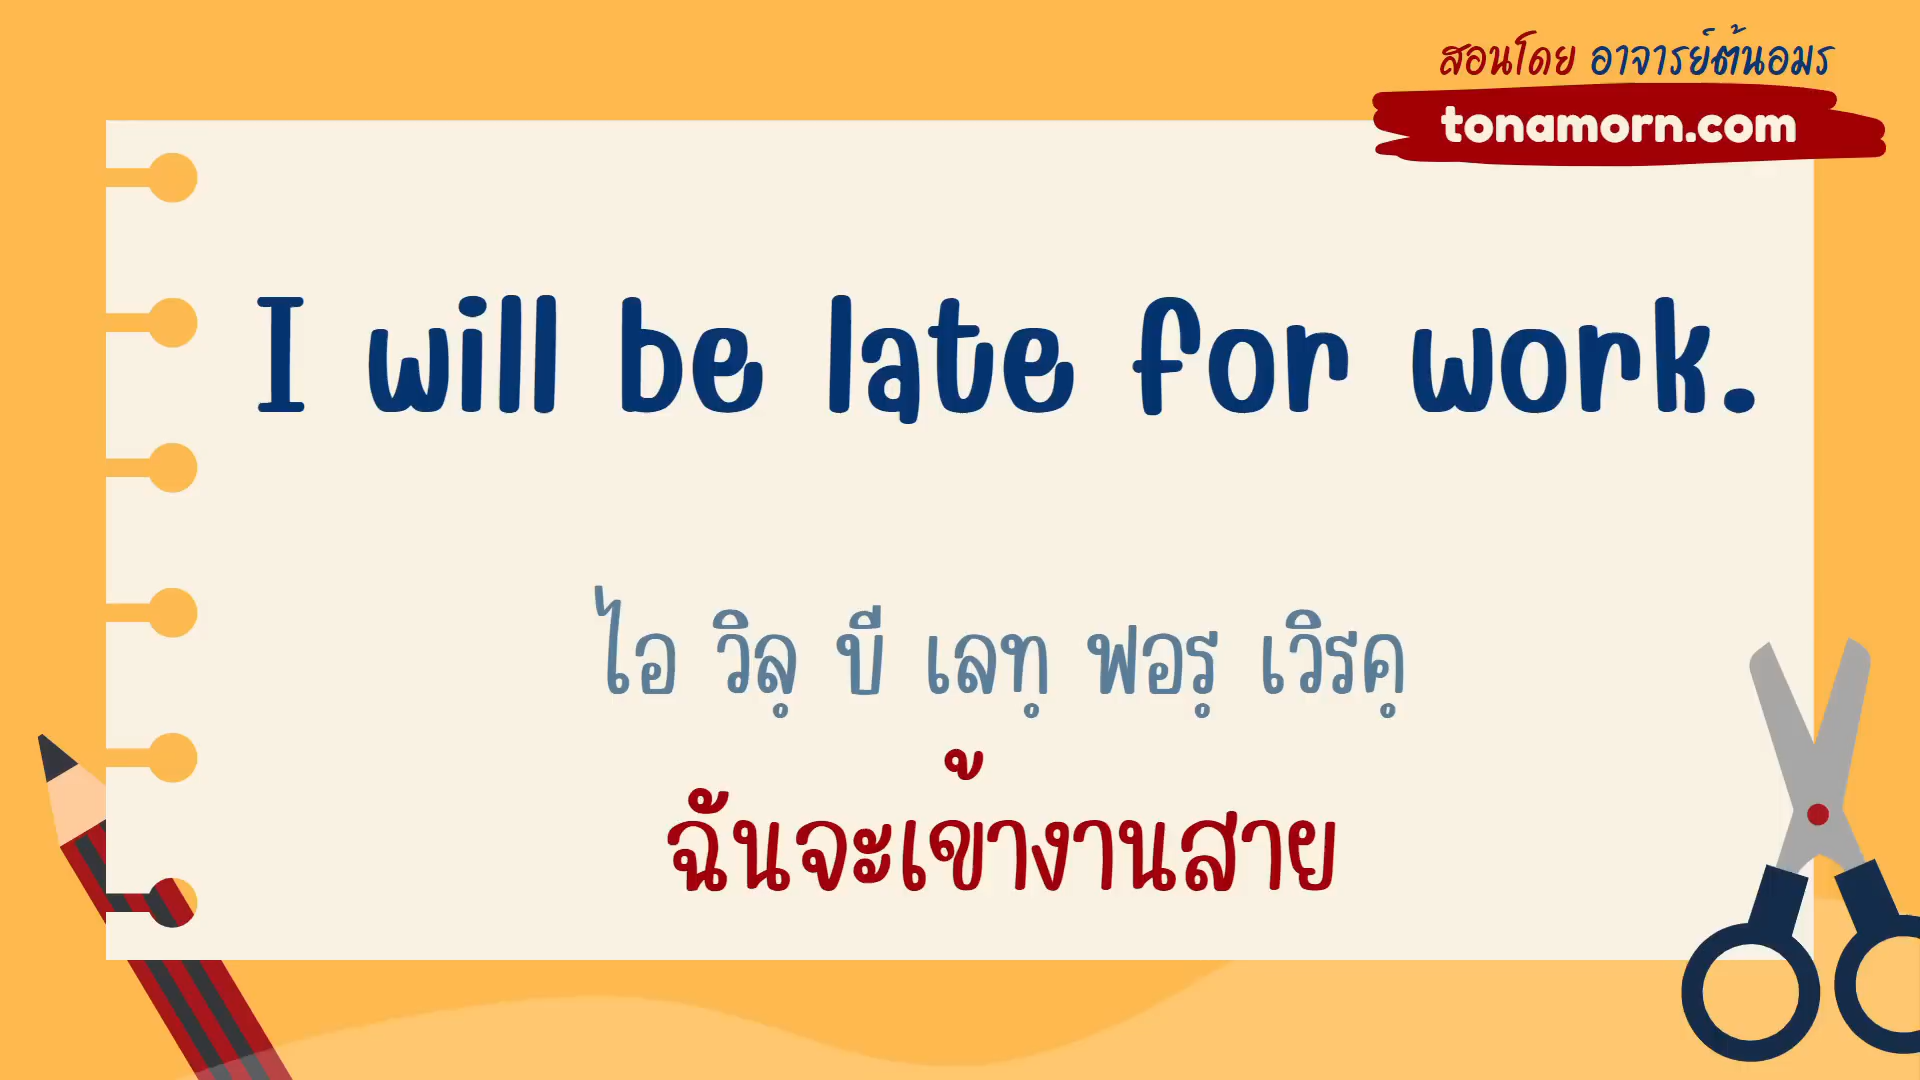 สอนโดย อาจารย์ต้นอมร
tonamorn.com
I will be late for work.
ไอ วิลฺ บี เลทฺ ฟอรฺ เวิรคฺ
ฉันจะเข้างานสาย